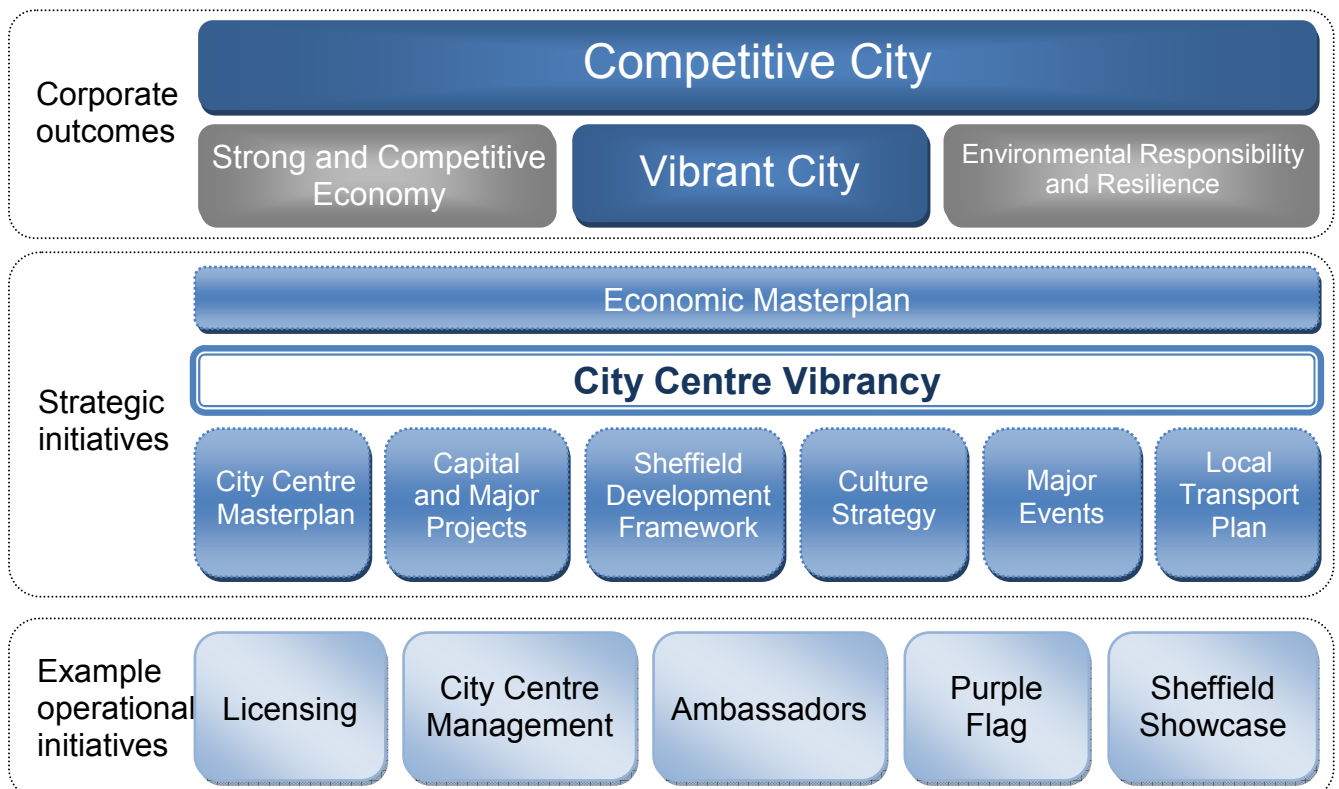 Corporate
outcomes
Competitive City
Strong and Competitive
Economy
Vibrant City
Environmental Responsibility
and Resilience
Strategic
initiatives
Economic Masterplan
City Centre Vibrancy
City Centre
Masterplan
Capital
and Major
Projects
Sheffield
Development
Framework
Culture
Strategy
Major
Events
Local
Transport
Plan
Example
operational
initiatives
Licensing
City Centre
Management
Ambassadors
Purple
Flag
Sheffield
Showcase